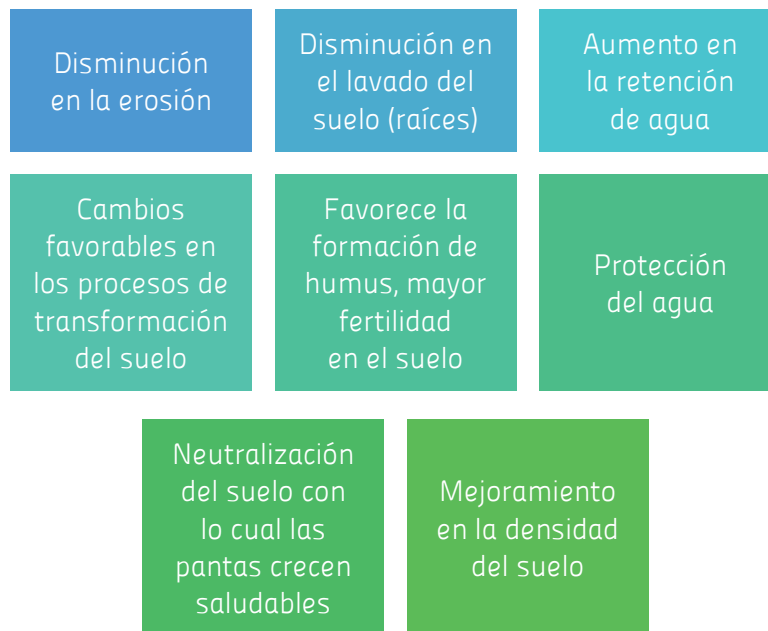 Disminución
en la erosión
Disminución en
el lavado del
suelo (raíces)
Aumento en
la retención
de agua
Cambios
favorables en
los procesos de
transformación
del suelo
Favorece la
formación de
humus, mayor
fertilidad
en el suelo
Protección
del agua
Neutralización
del suelo con
lo cual las
pantas crecen
saludables
Mejoramiento
en la densidad
del suelo